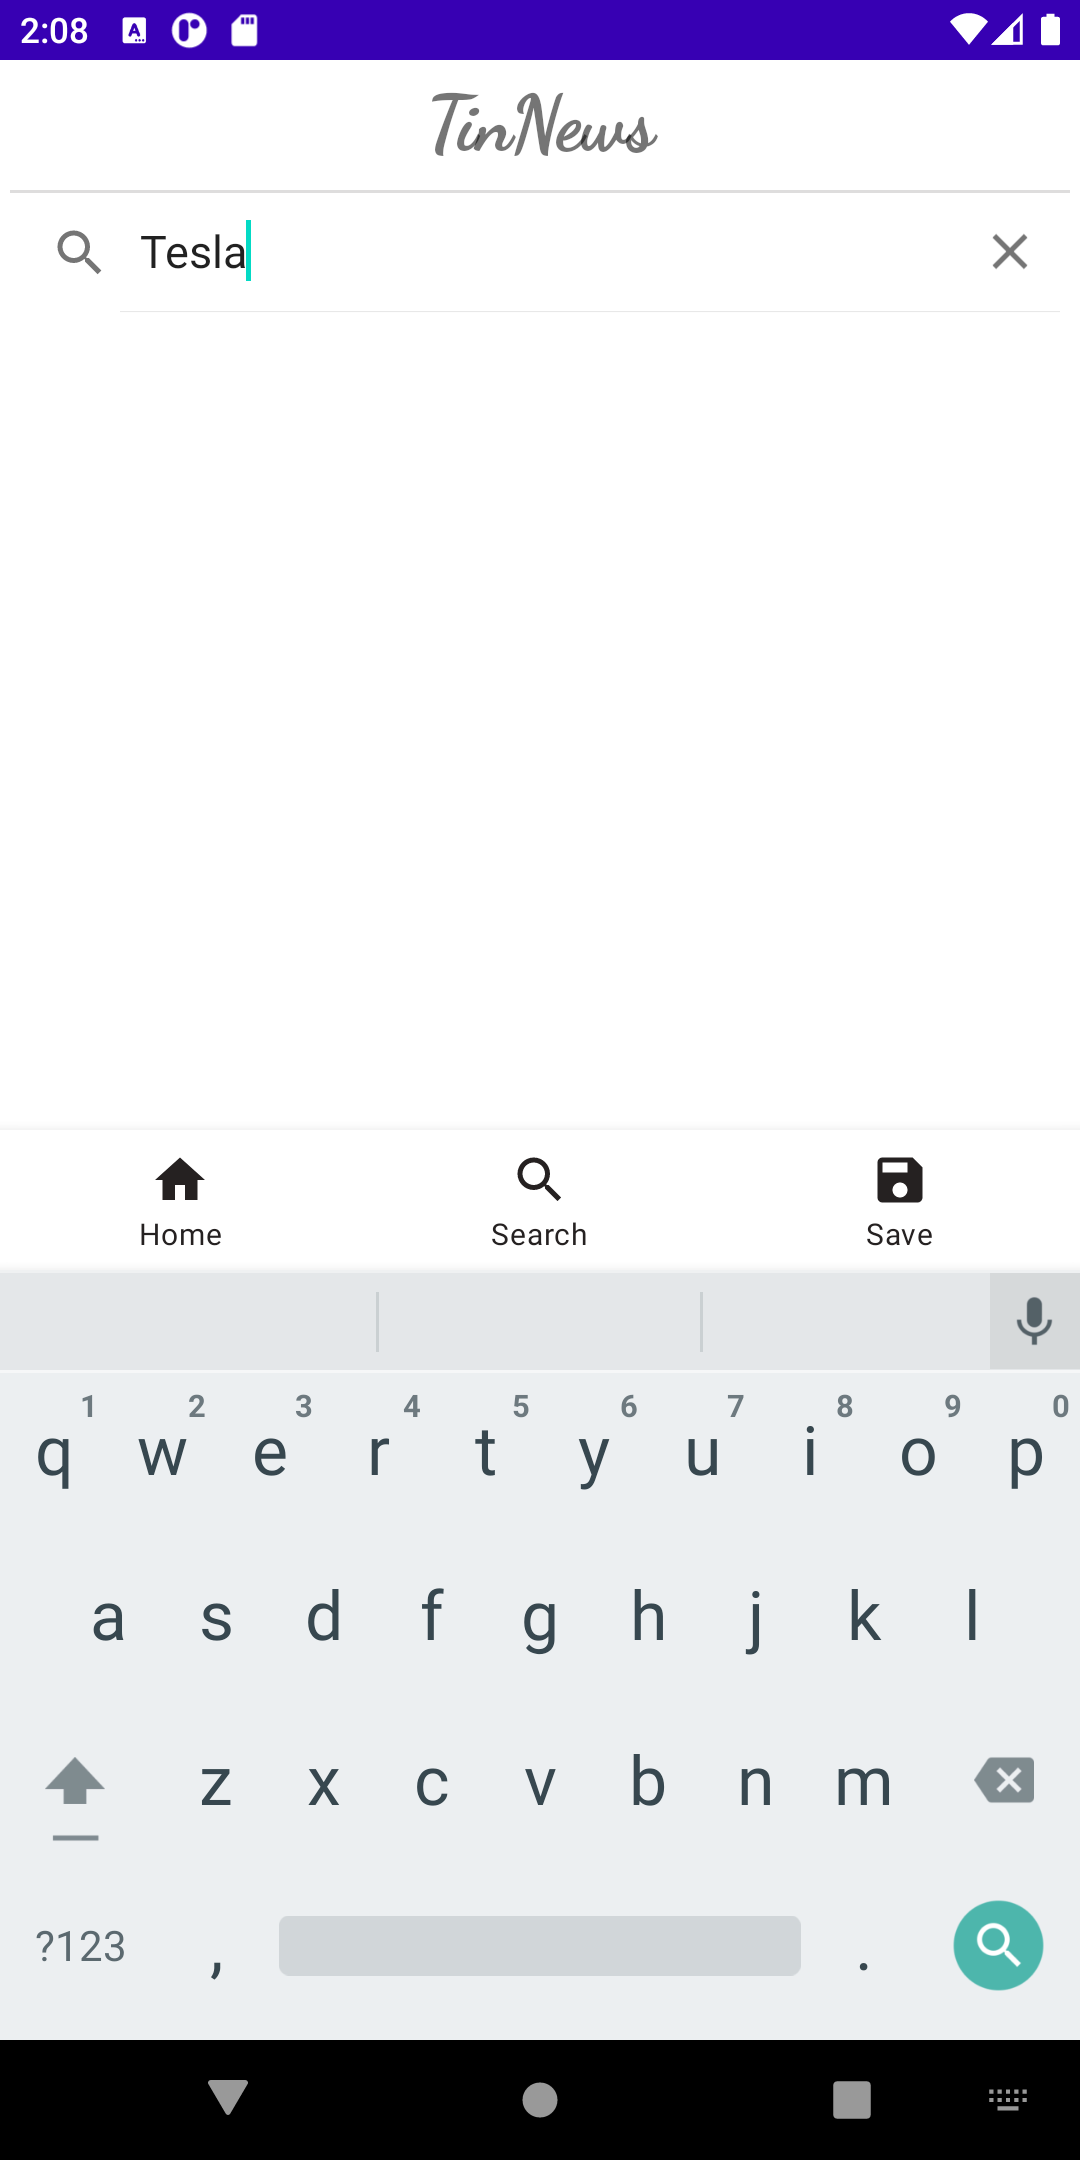 2:08
TinNews
Tesla
Home Search Save
1 2 3 4 5 6 7 8 9 0
q w e r t y u i o p
a s d f g h j k l
z x c v b n m
?123 , .